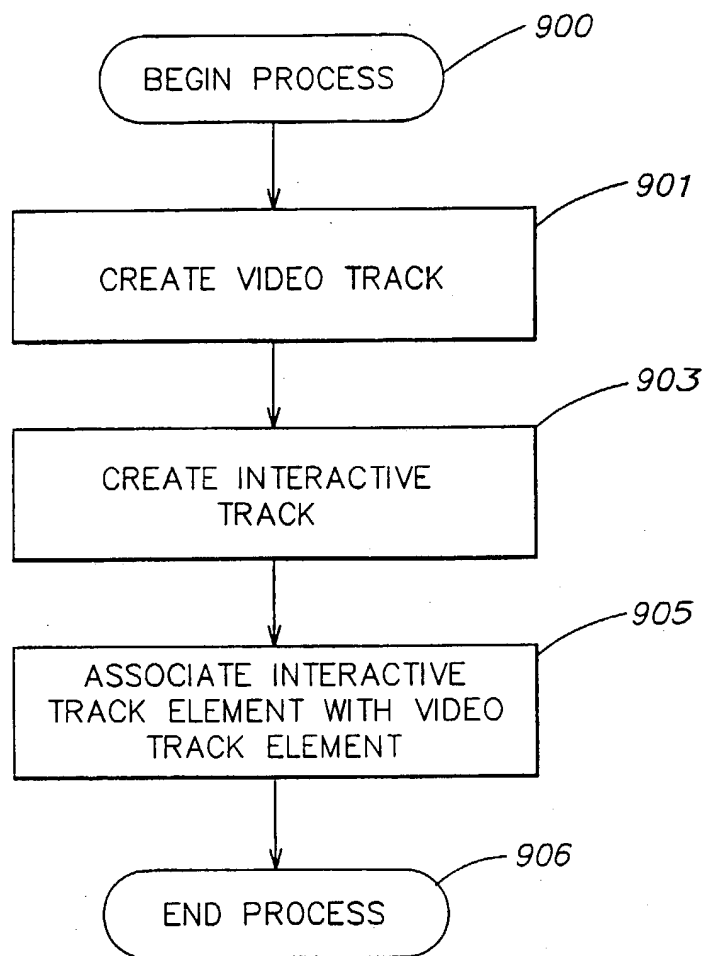 900
BEGIN PROCESS
901
CREATE VIDEO TRACK
903
CREATE INTERACTIVE
TRACK
905
ASSOCIATE INTERACTIVE
TRACK ELEMENT WITH VIDEO
TRACK ELEMENT
906
END PROCESS